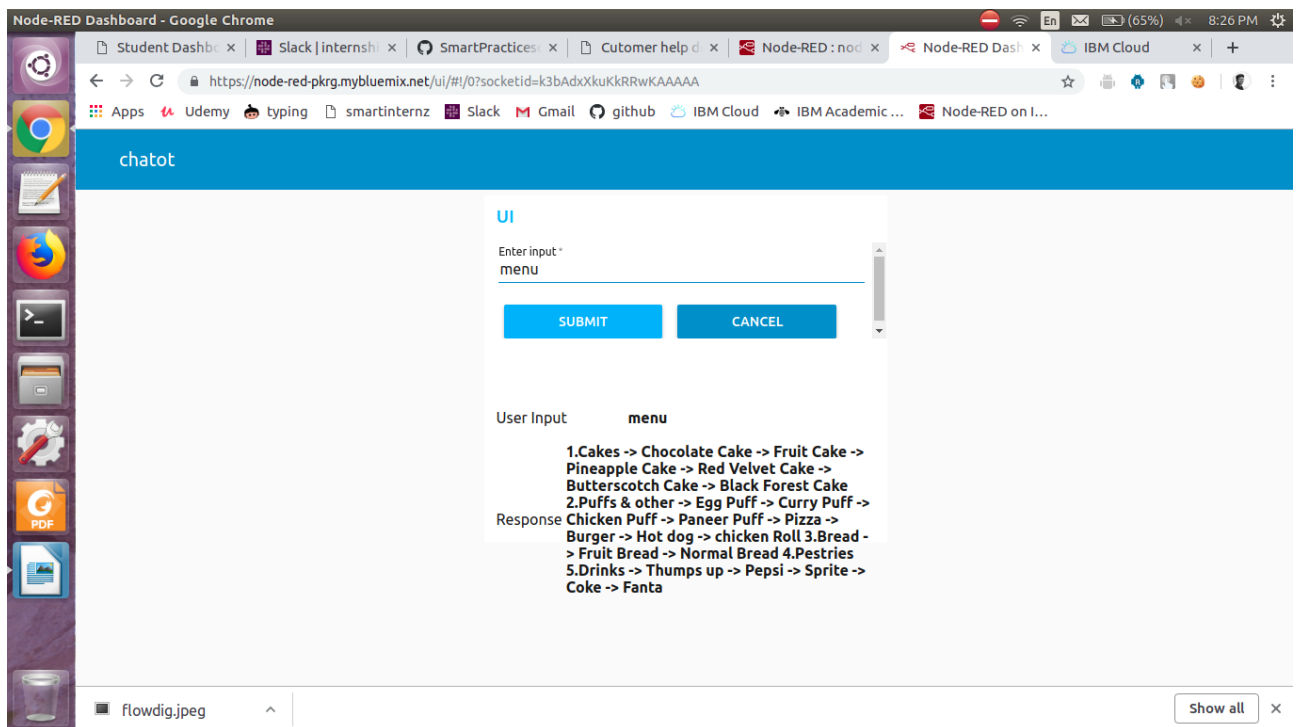 Node-RED Dashboard - Google Chrome
En
(65%)
8:26 PM
Student Dashbo
Slack | internshi
SmartPractices
Cutomer help d
Node-RED : nod
Node-RED Dash
IBM Cloud
https://node-red-pkrg.mybluemix.net/ui/#!/0?socketid=k3bAdxXkuKkRRwKAAAAA
Apps
Udemy
typing
smartinternz
Slack
Gmail
github
IBM Cloud
IBM Academic ...
Node-RED on I...
chatot
UI
Enter input *
menu
SUBMIT
CANCEL
User Input
menu
Response
1.Cakes -> Chocolate Cake -> Fruit Cake ->
Pineapple Cake -> Red Velvet Cake ->
Butterscotch Cake -> Black Forest Cake
2.Puffs & other -> Egg Puff -> Curry Puff ->
Chicken Puff -> Paneer Puff -> Pizza ->
Burger -> Hot dog -> chicken Roll 3.Bread -
> Fruit Bread -> Normal Bread 4.Pestries
5.Drinks -> Thumps up -> Pepsi -> Sprite ->
Coke -> Fanta
PDF
flowdig.jpeg
Show all